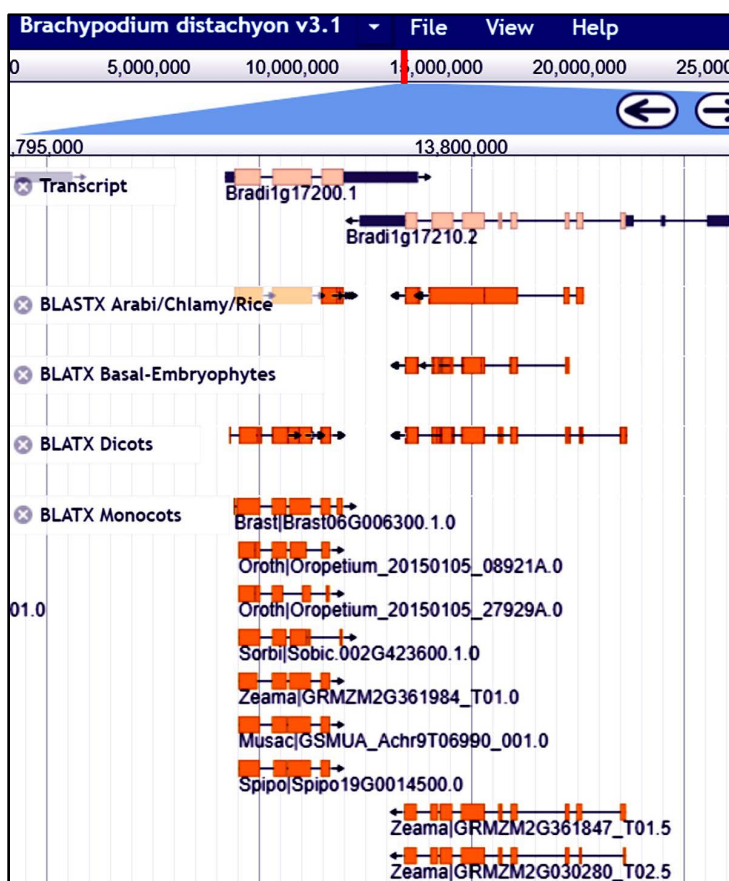 Brachypodium distachyon v3.1 File View Help
0 5,000,000 10,000,000 15,000,000 20,000,000 25,000
,795,000 13,800,000
Transcript
Bradi1g17200.1
Bradi1g17210.2
BLASTX Arabi/Chlamy/Rice
BLATX Basal-Embryophytes
BLATX Dicots
BLATX Monocots
Brast|Brast06G006300.1.0
Oroth|Oropetium_20150105_08921A.0
Oroth|Oropetium_20150105_27929A.0
01.0
Sorbi|Sobic.002G423600.1.0
Zeama|GRMZM2G361984_T01.0
Musac|GSMUA_Achr9T06990_001.0
Spipo|Spipo19G0014500.0
Zeama|GRMZM2G361847_T01.5
Zeama|GRMZM2G030280_T02.5